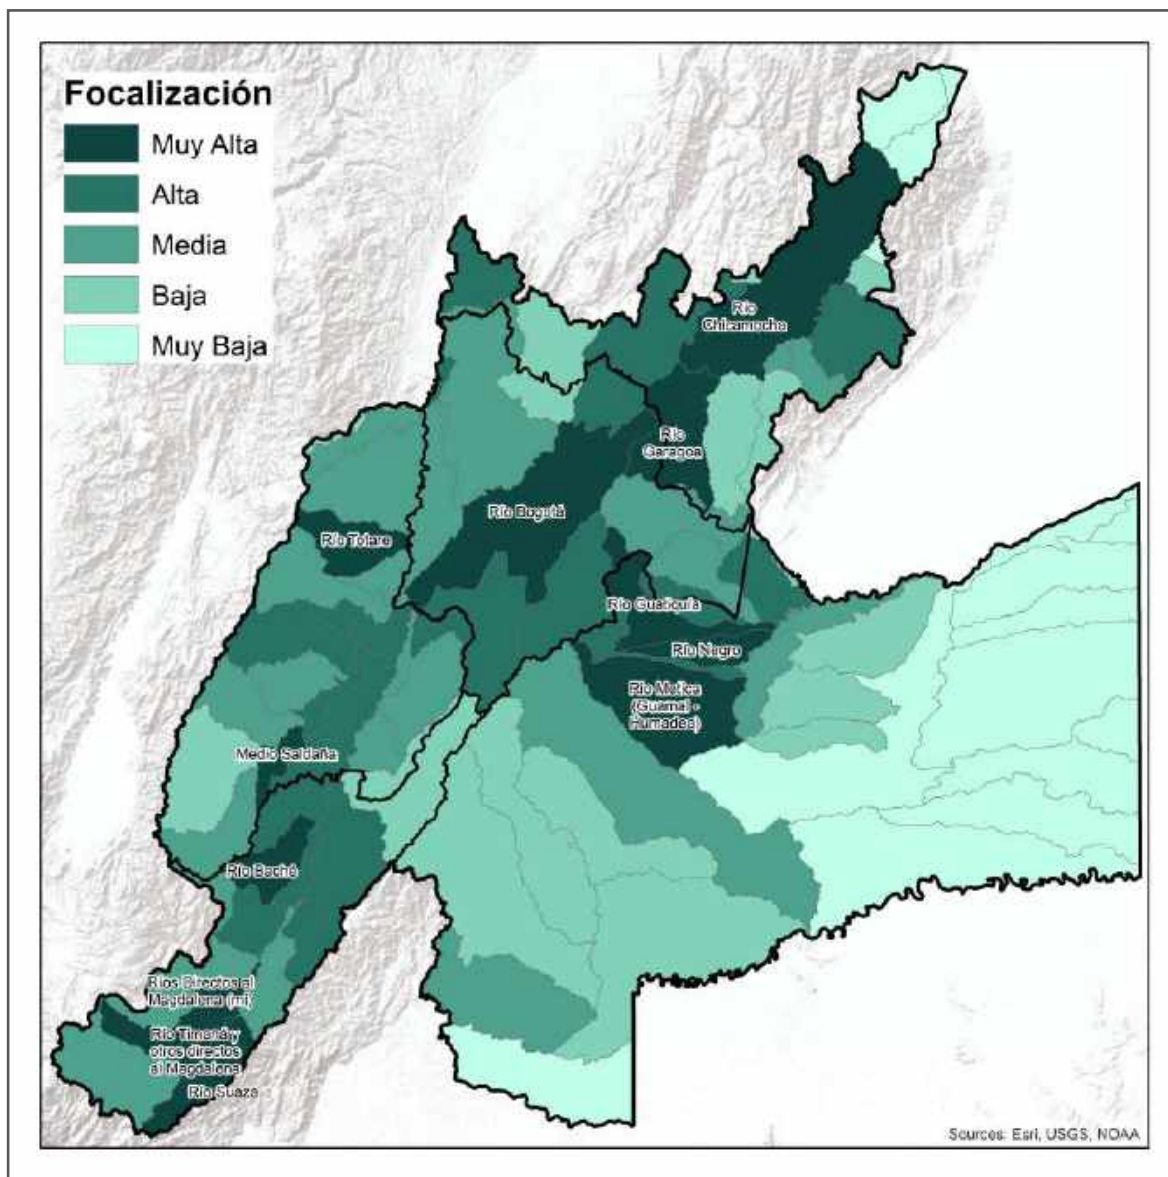 Focalización
Muy Alta
Alta
Media
Baja
Muy Baja
Río
Chicamocha
Río
Garagoa
Río Bogotá
Río Totare
Río Guatiquía
Río Negro
Río Metica
(Guamal -
Humadea)
Medio Saldaña
Río Baché
Ríos Directos al
Magdalena (mi)
Río Timaná y
otros directos
al Magdalena
Río Suaza
Sources: Esri, USGS, NOAA